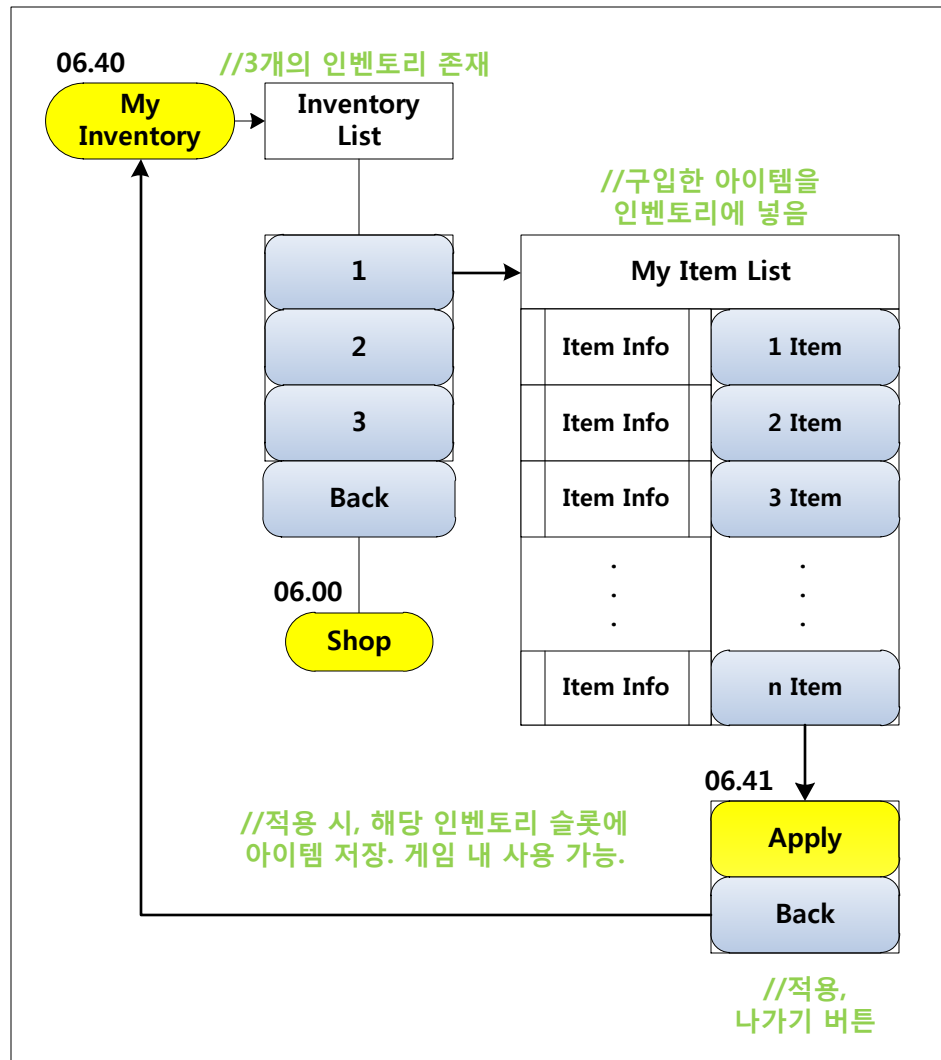 06.40
//3개의 인벤토리 존재
My
Inventory
Inventory
List
//구입한 아이템을
인벤토리에 넣음
1
2
3
Back
06.00
Shop
My Item List
Item Info
1 Item
Item Info
2 Item
Item Info
3 Item
.
.
.
.
.
.
Item Info
n Item
06.41
//적용 시, 해당 인벤토리 슬롯에
아이템 저장. 게임 내 사용 가능.
Apply
Back
//적용,
나가기 버튼